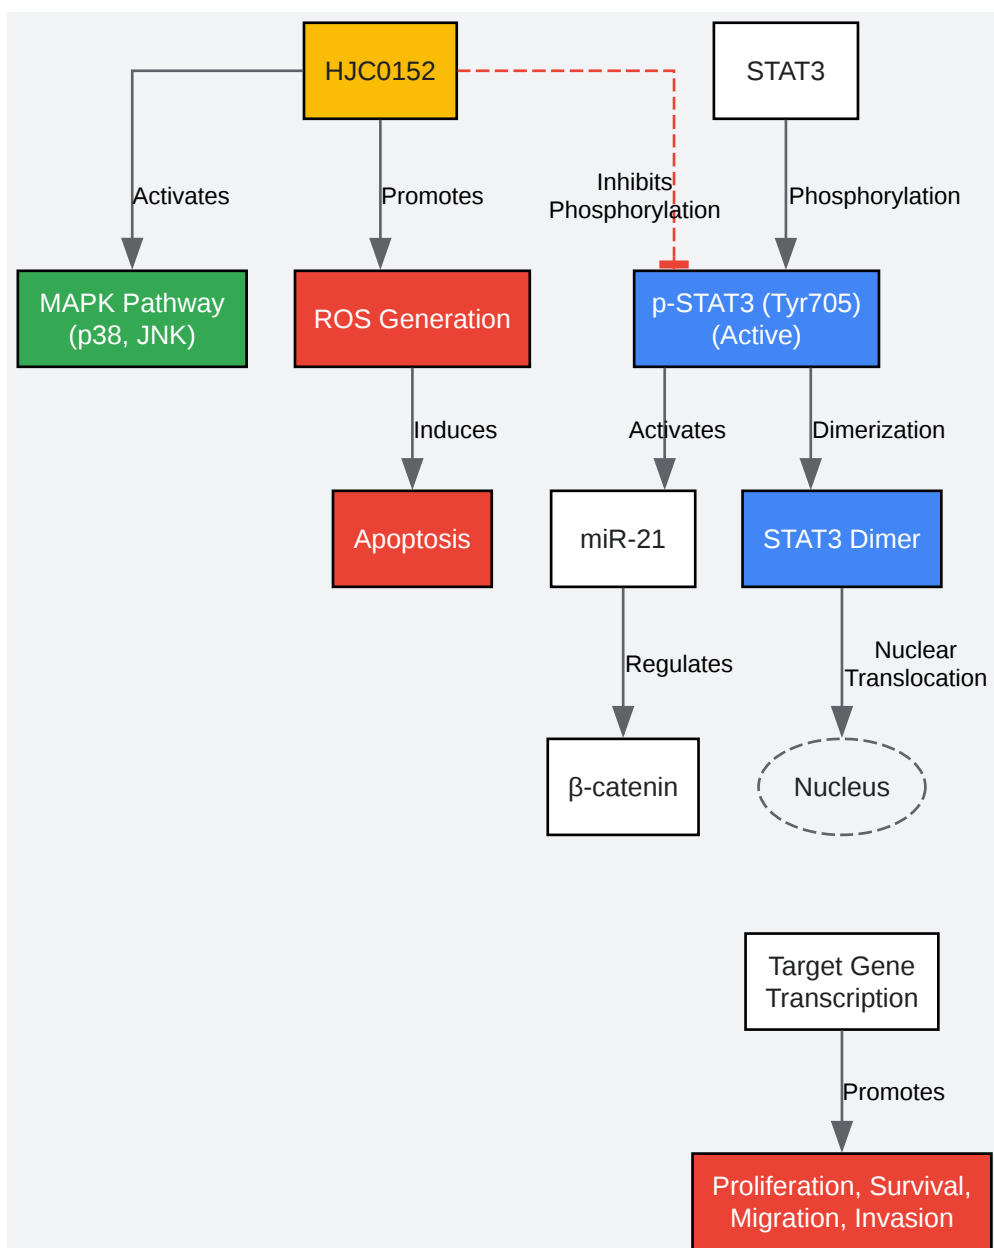 HJC0152
STAT3
Activates
Promotes
Inhibits
Phosphorylation
Phosphorylation
MAPK Pathway
(p38, JNK)
ROS Generation
p-STAT3 (Tyr705)
(Active)
Induces
Activates
Dimerization
Apoptosis
miR-21
STAT3 Dimer
Regulates
Nuclear
Translocation
β-catenin
Nucleus
Target Gene
Transcription
Promotes
Proliferation, Survival,
Migration, Invasion